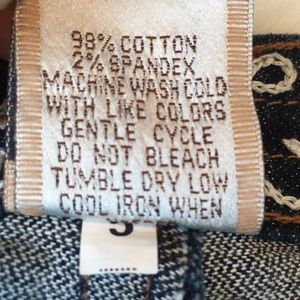 98% COTTON
2% SPANDEX
MACHINE WASH COLD
WITH LIKE COLORS
GENTLE CYCLE
DO NOT BLEACH
TUMBLE DRY LOW
COOL IRON WHEN